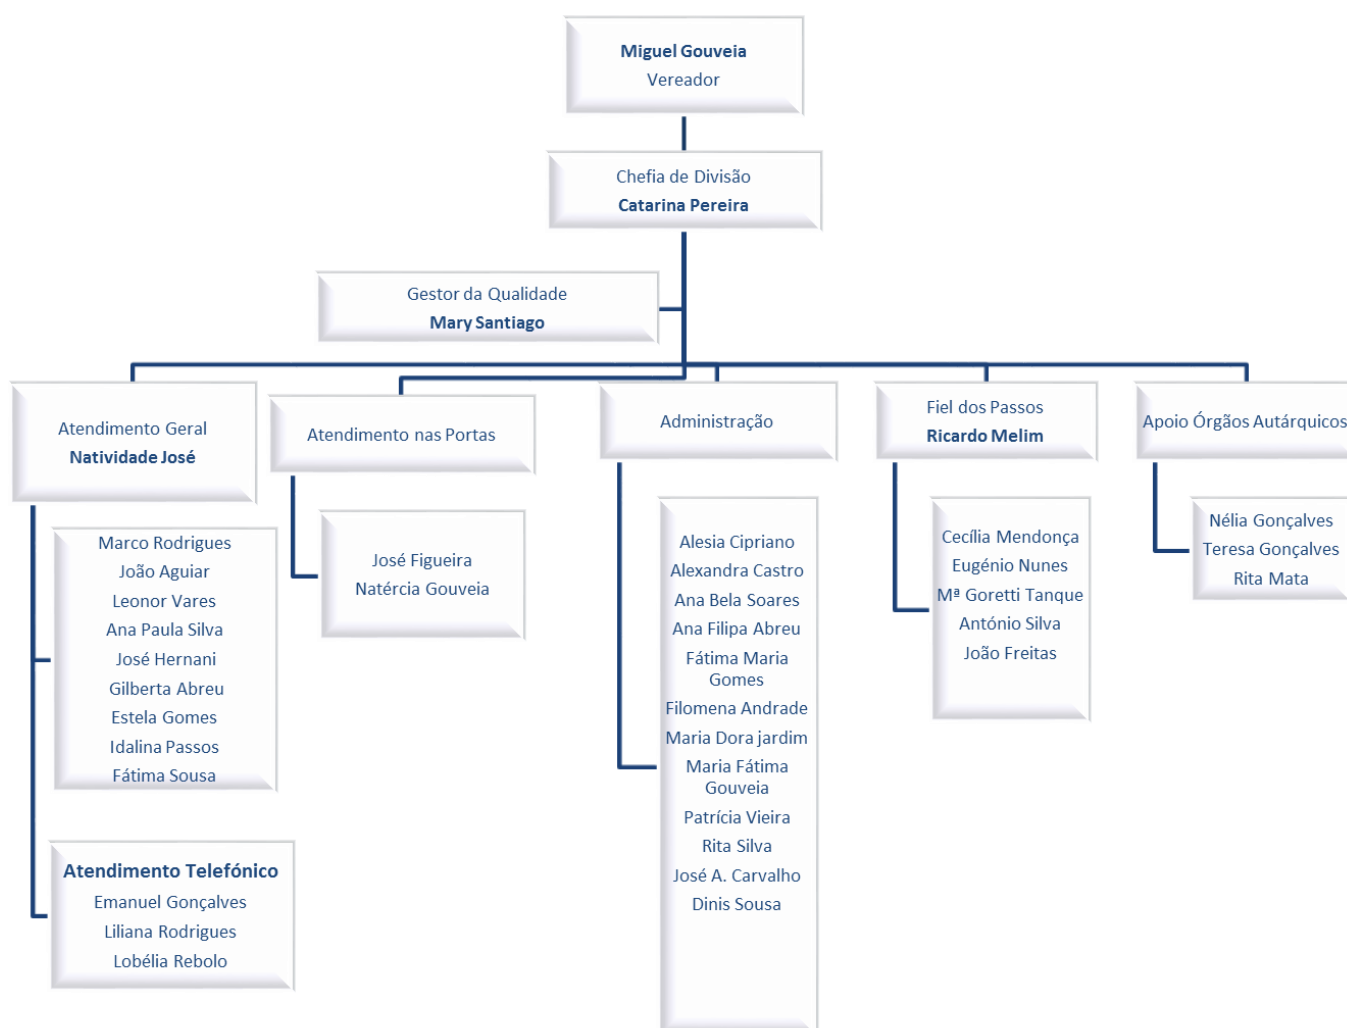 Miguel Gouveia
Vereador
Chefia de Divisão
Catarina Pereira
Gestor da Qualidade
Mary Santiago
Atendimento Geral
Natividade José
Marco Rodrigues
João Aguiar
Leonor Vares
Ana Paula Silva
José Hernani
Gilberta Abreu
Estela Gomes
Idalina Passos
Fátima Sousa
Atendimento Telefónico
Emanuel Gonçalves
Liliana Rodrigues
Lobélia Rebolo
Atendimento nas Portas
José Figueira
Natércia Gouveia
Administração
Alesia Cipriano
Alexandra Castro
Ana Bela Soares
Ana Filipa Abreu
Fátima Maria
Gomes
Filomena Andrade
Maria Dora jardim
Maria Fátima
Gouveia
Patrícia Vieira
Rita Silva
José A. Carvalho
Dinis Sousa
Fiel dos Passos
Ricardo Melim
Cecília Mendonça
Eugénio Nunes
Mª Goretti Tanque
António Silva
João Freitas
Apoio Órgãos Autárquicos
Nélia Gonçalves
Teresa Gonçalves
Rita Mata